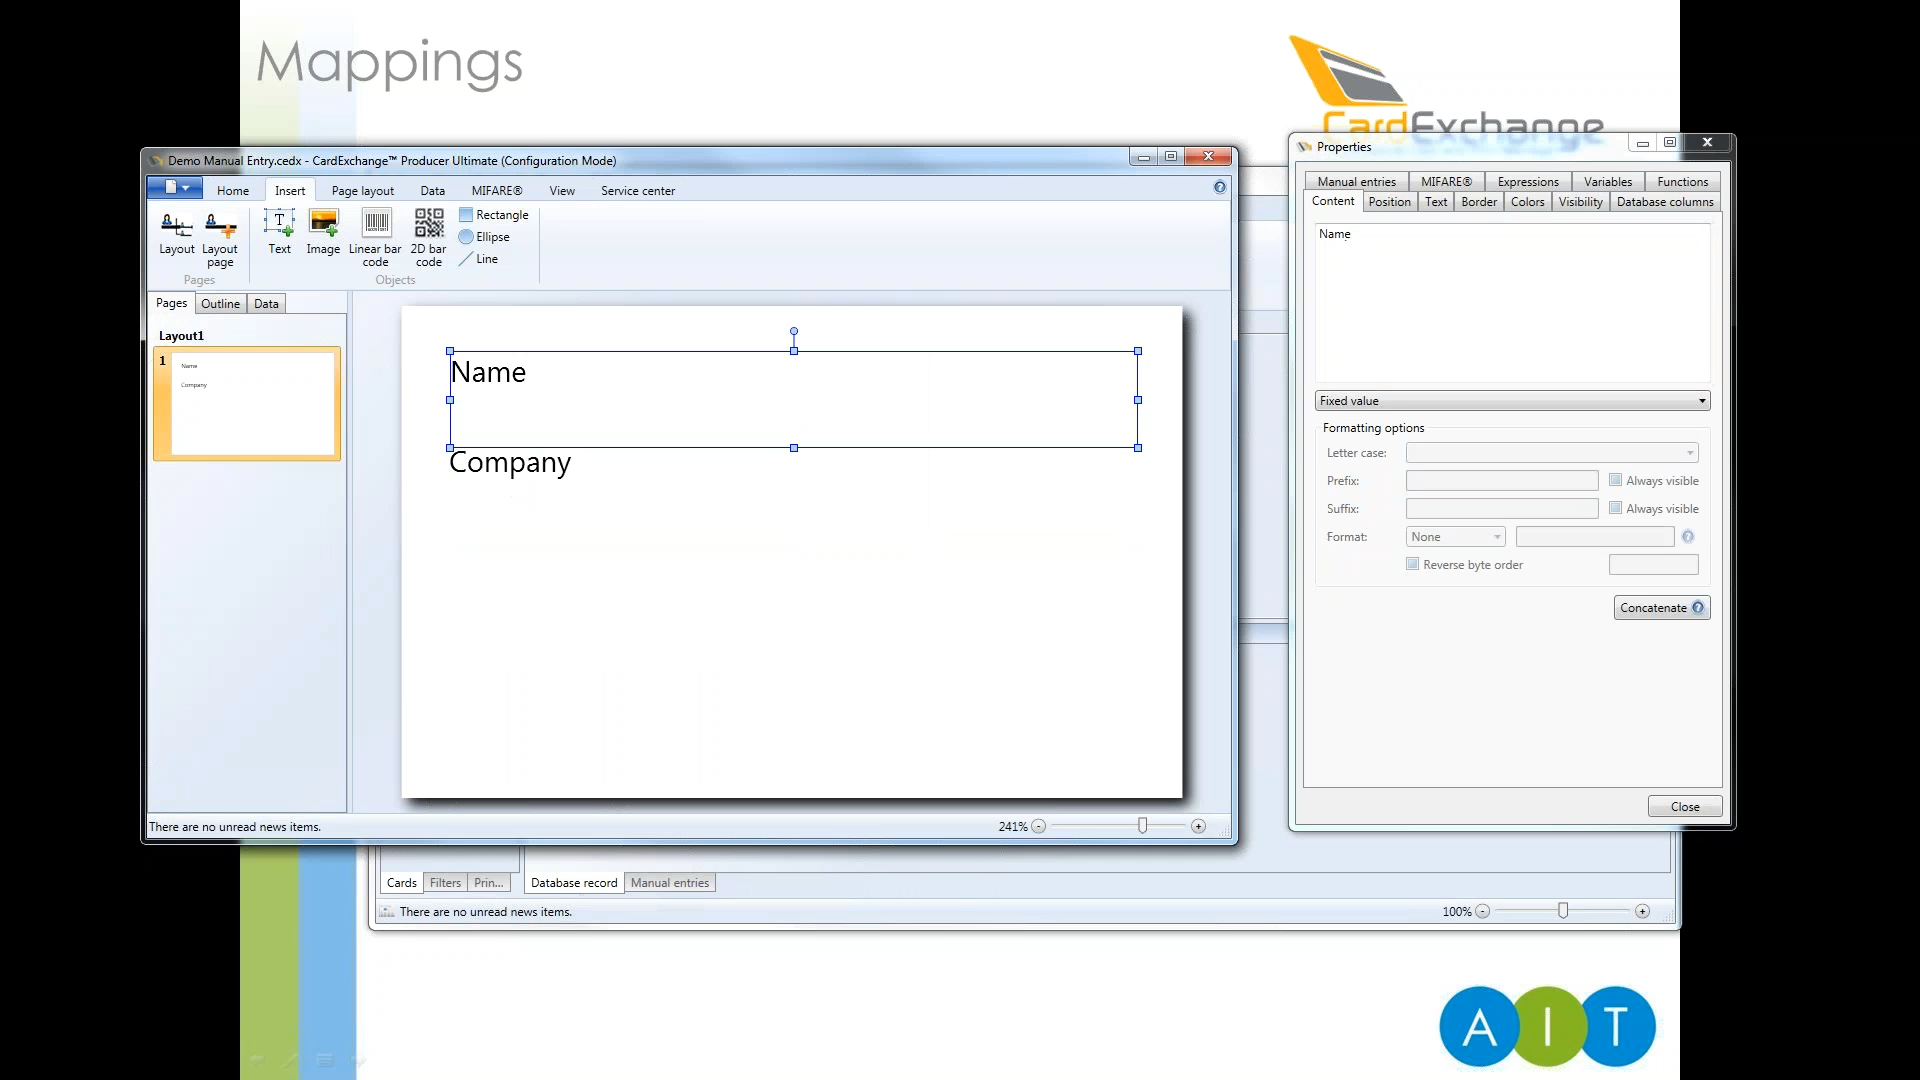 Mappings
CardExchange
Demo Manual Entry.cedx - CardExchange™ Producer Ultimate (Configuration Mode)
Home
Insert
Page layout
Data
MIFARE®
View
Service center
Layout
Layout page
Pages
Text
Image
Linear bar code
2D bar code
Rectangle
Ellipse
Line
Objects
Pages
Outline
Data
Layout1
1
Name
Company
Name
Company
There are no unread news items.
241%
Properties
Manual entries
MIFARE®
Expressions
Variables
Functions
Content
Position
Text
Border
Colors
Visibility
Database columns
Name
Fixed value
Formatting options
Letter case:
Prefix:
Always visible
Suffix:
Always visible
Format:
None
Reverse byte order
Concatenate
Close
Cards
Filters
Prin...
Database record
Manual entries
There are no unread news items.
100%
AIT